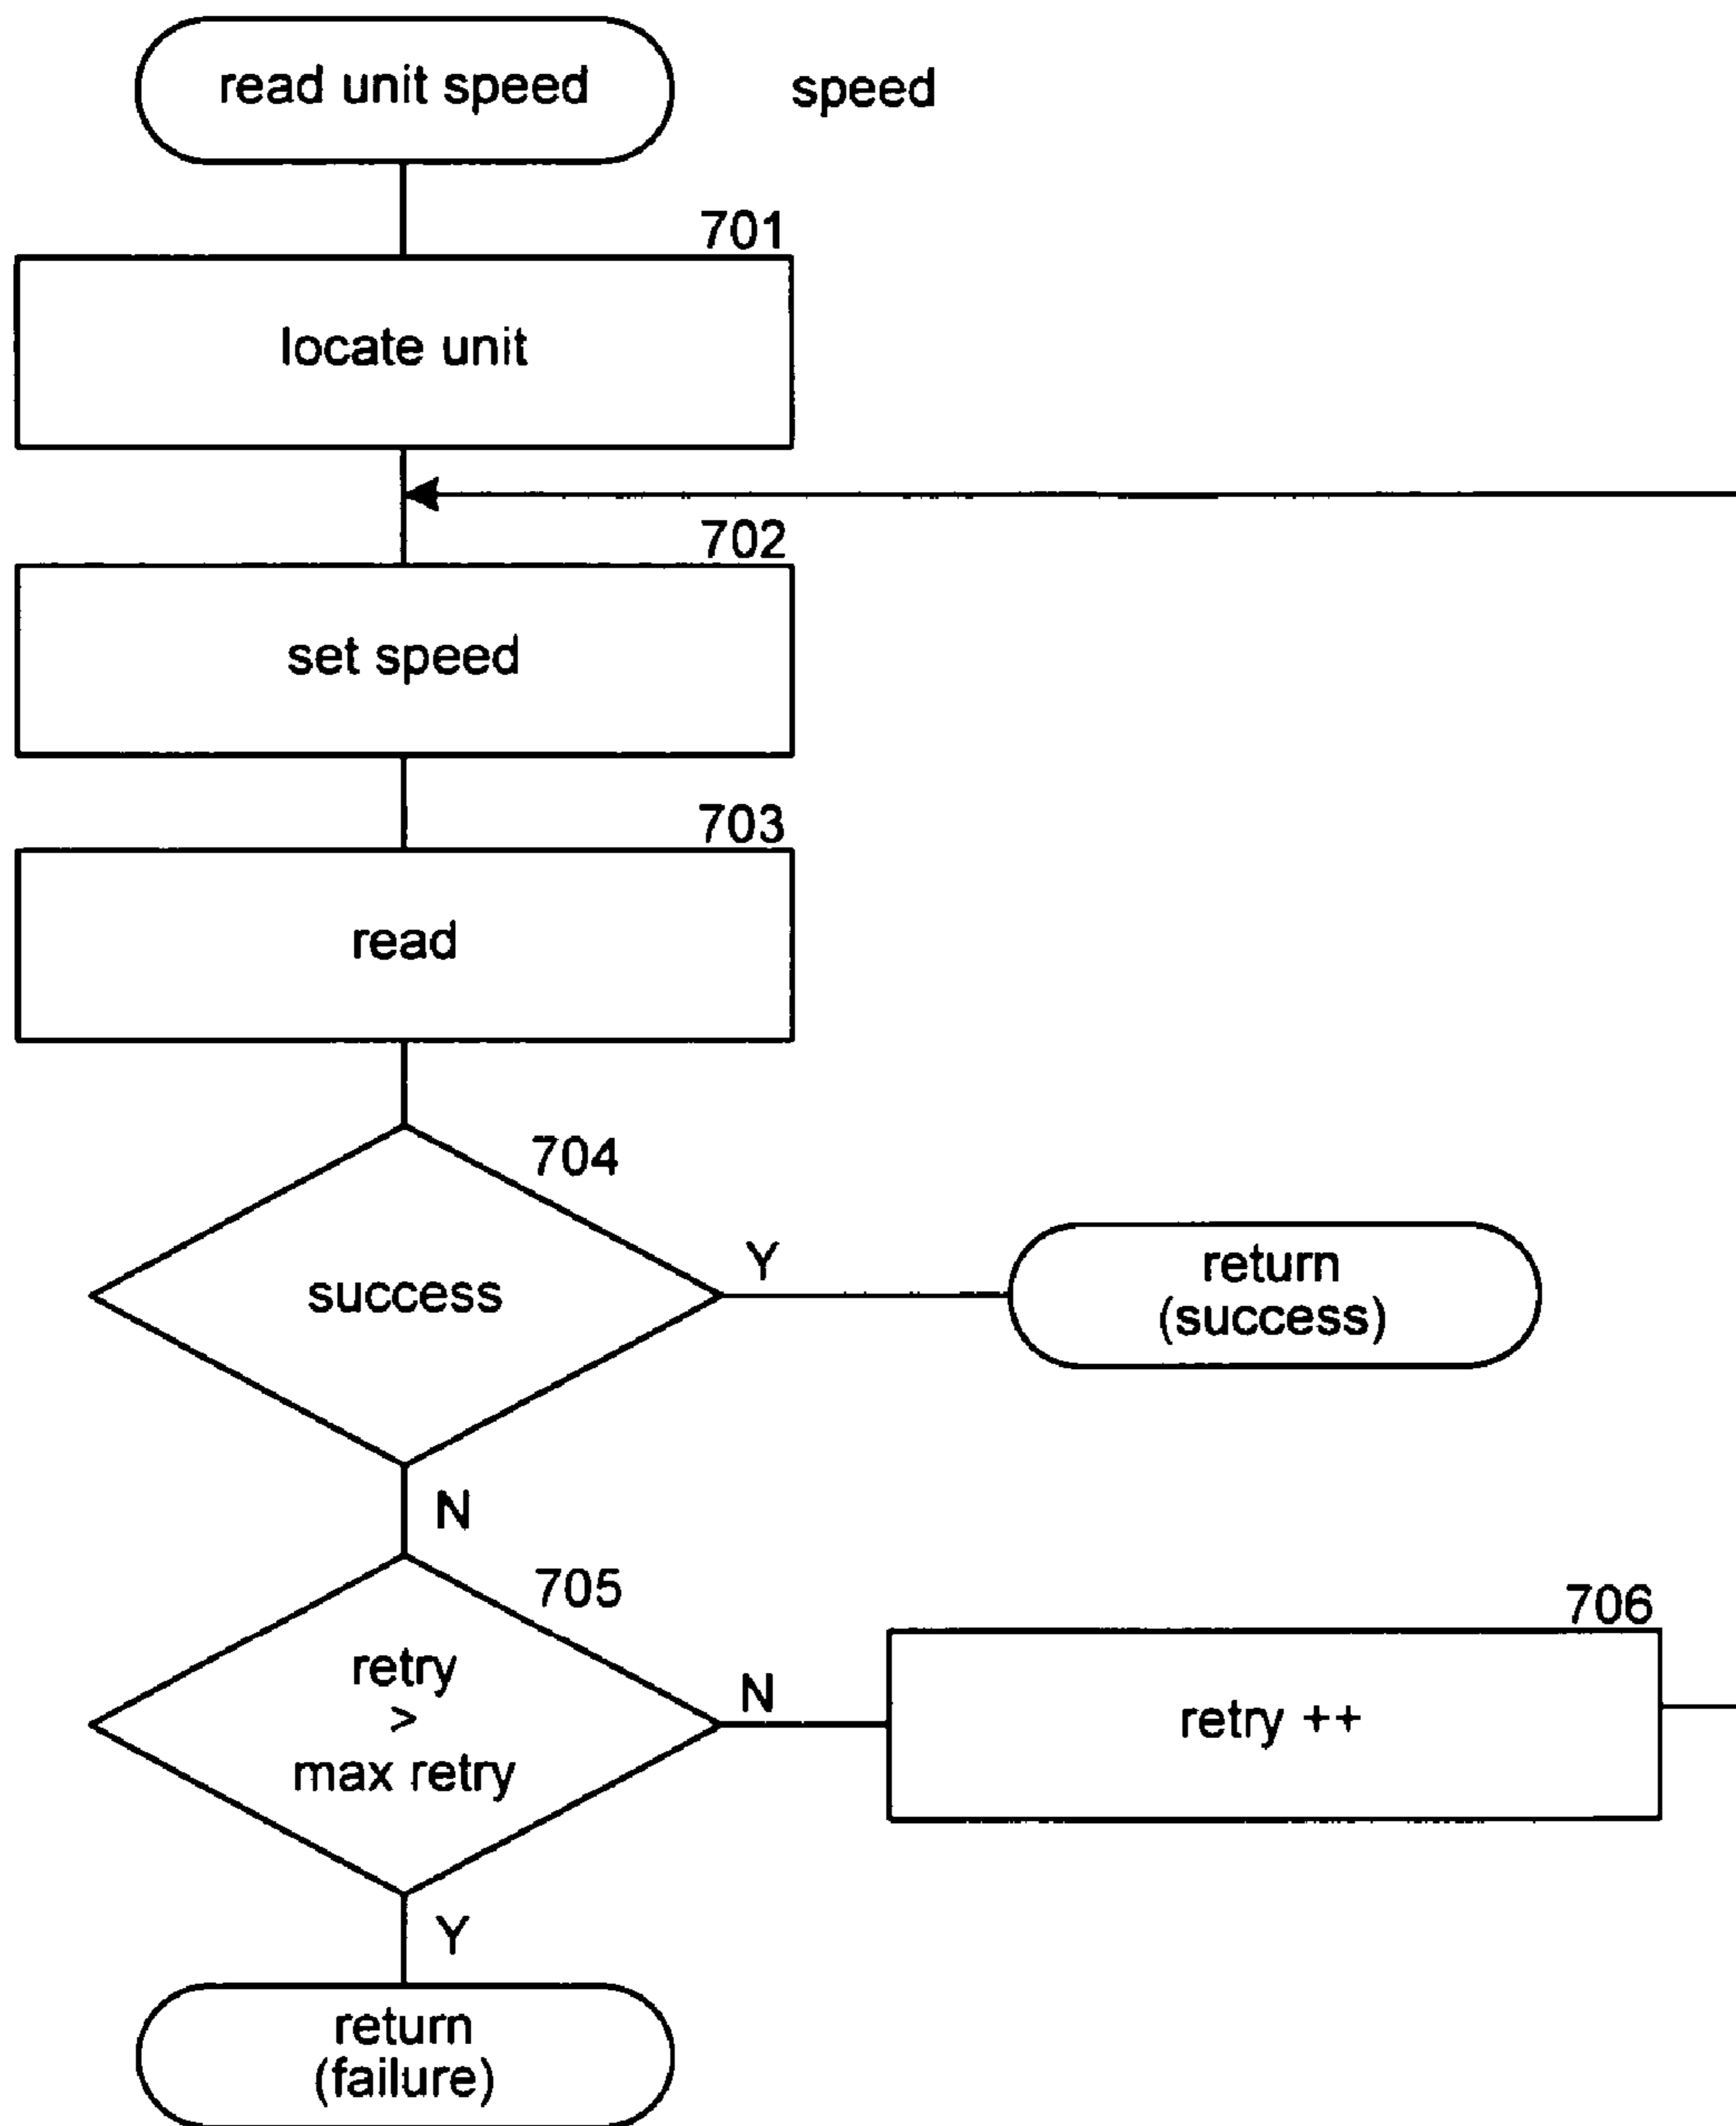 read unit speed
speed
701
locate unit
702
set speed
703
read
704
success
Y
return
(success)
N
705
retry
>
max retry
N
706
retry ++
Y
return
(failure)